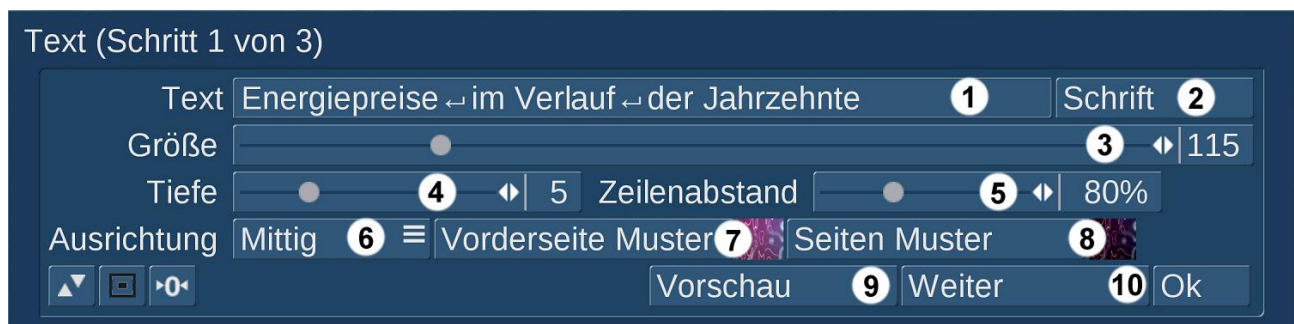 Text (Schritt 1 von 3)
Text Energiepreise ↵ im Verlauf ↵ der Jahrzehnte 1 Schrift 2
Größe 3 115
Tiefe 4 5 Zeilenabstand 5 80%
Ausrichtung Mittig 6 Vorderseite Muster 7 Seiten Muster 8
▸0◂ Vorschau 9 Weiter 10 Ok